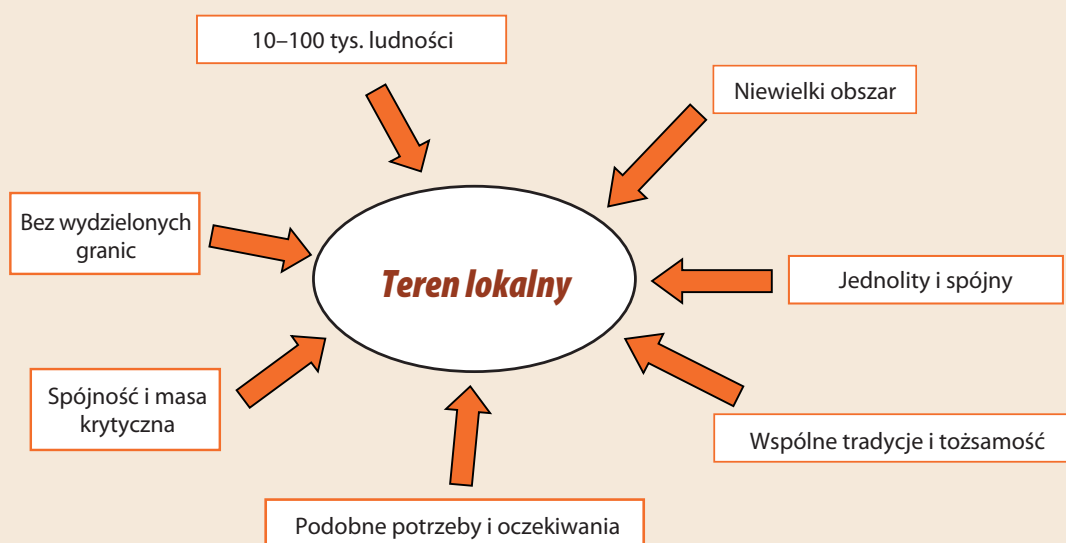 10–100 tys. ludności
Niewielki obszar
Bez wydzielonych
granic
Teren lokalny
Jednolity i spójny
Spójność i masa
krytyczna
Wspólne tradycje i tożsamość
Podobne potrzeby i oczekiwania